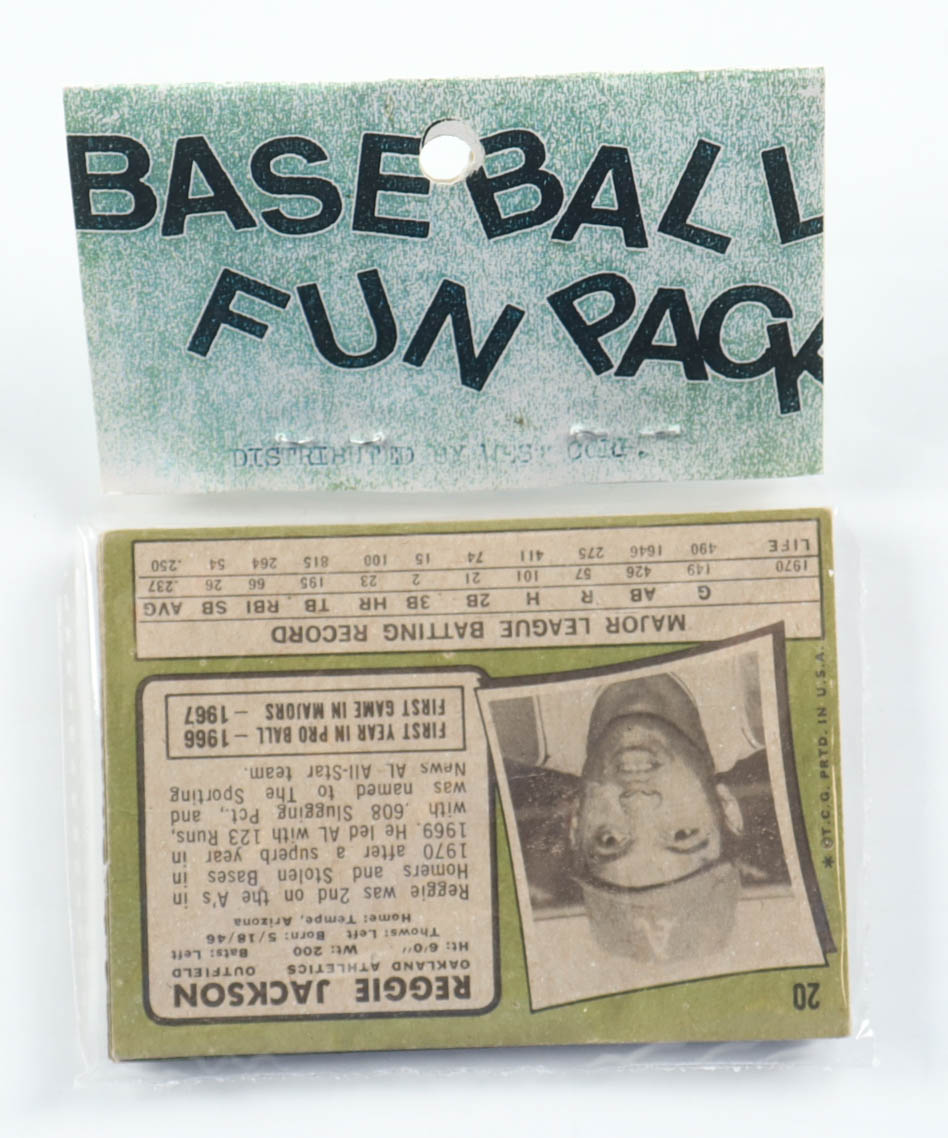 BASEBALL
FUN PACK
DISTRIBUTED BY WEST CORP.
20
REGGIE JACKSON
OAKLAND ATHLETICS OUTFIELD
Ht: 6'0" Wt: 200 Bats: Left
Thows: Left Born: 5/18/46
Home: Tempe, Arizona
Reggie was 2nd on the A's in
Homers and Stolen Bases in
1970 after a superb year in
1969. He led AL with 123 Runs,
with .608 Slugging Pct., and
was named to The Sporting
News AL All-Star team.
FIRST YEAR IN PRO BALL — 1966
FIRST GAME IN MAJORS — 1967
MAJOR LEAGUE BATTING RECORD
G AB R H 2B 3B HR TB RBI SB AVG
1970 149 426 57 101 21 2 23 195 66 26 .237
LIFE 490 1646 275 411 74 15 100 815 264 54 .250
*©T.C.G. PRTD. IN U.S.A.